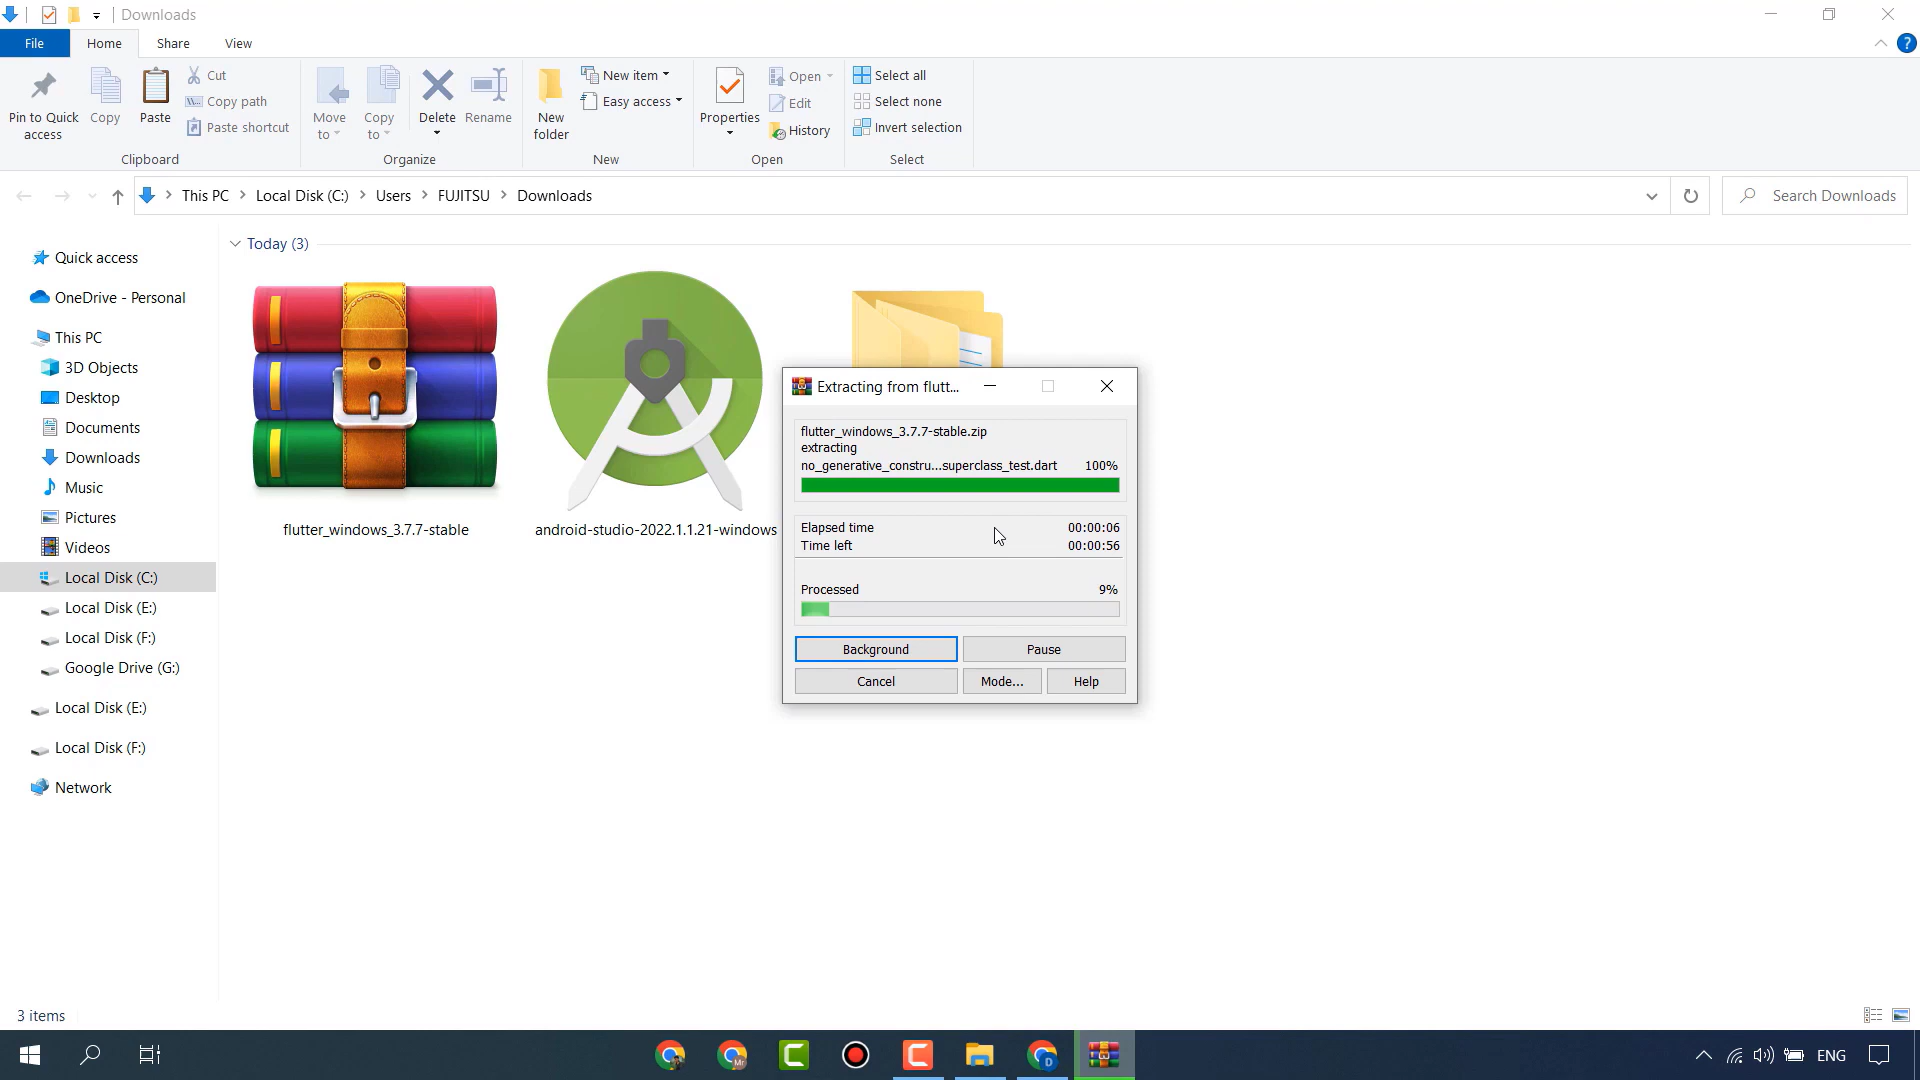 Downloads
File
Home
Share
View
Pin to Quick
access
Copy
Paste
Cut
Copy path
Paste shortcut
Clipboard
Move
to
Copy
to
Delete
Rename
Organize
New
folder
New item
Easy access
New
Properties
Open
Edit
History
Open
Select all
Select none
Invert selection
Select
This PC
Local Disk (C:)
Users
FUJITSU
Downloads
Search Downloads
Quick access
OneDrive - Personal
This PC
3D Objects
Desktop
Documents
Downloads
Music
Pictures
Videos
Local Disk (C:)
Local Disk (E:)
Local Disk (F:)
Google Drive (G:)
Local Disk (E:)
Local Disk (F:)
Network
Today (3)
flutter_windows_3.7.7-stable
android-studio-2022.1.1.21-windows
Extracting from flutt...
flutter_windows_3.7.7-stable.zip
extracting
no_generative_constru...superclass_test.dart 100%
Elapsed time 00:00:06
Time left 00:00:56
Processed 9%
Background
Pause
Cancel
Mode...
Help
3 items
ENG